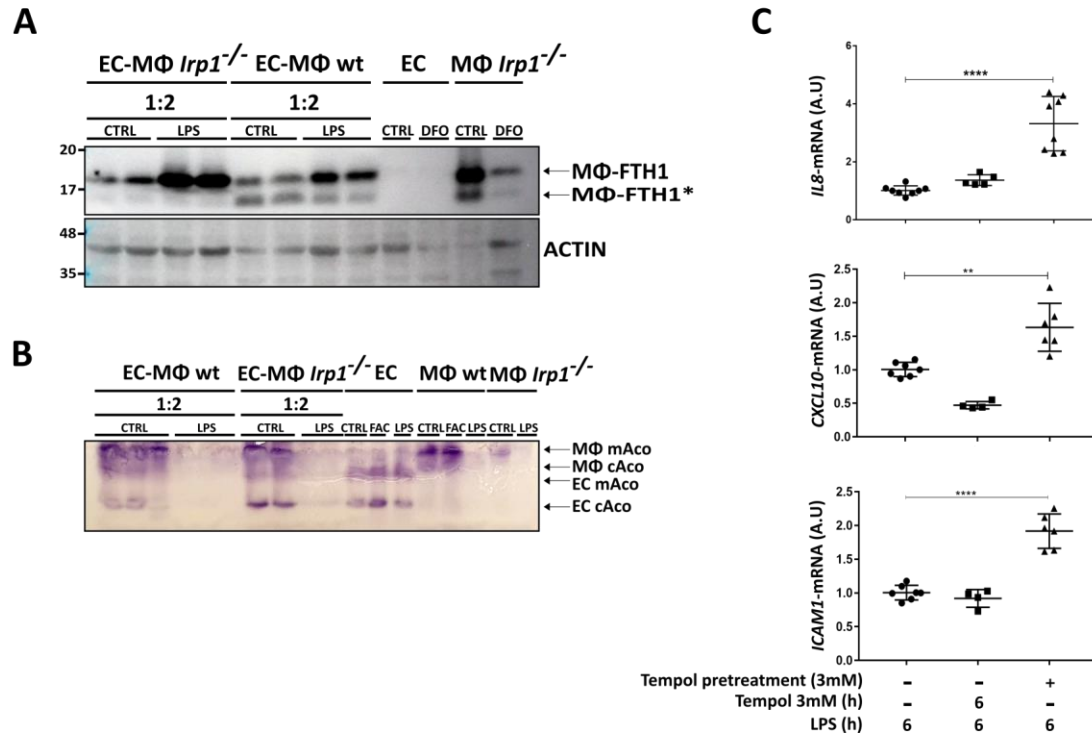 A
EC-MΦ lrp1-/- EC-MΦ wt EC MΦ lrp1-/-
1:2 1:2
CTRL LPS CTRL LPS CTRL DFO CTRL DFO
20
17
MΦ-FTH1
MΦ-FTH1*
48
35
ACTIN
B
EC-MΦ wt EC-MΦ lrp1-/- EC MΦ wt MΦ lrp1-/-
1:2 1:2
CTRL LPS CTRL LPS CTRL FAC LPS CTRL FAC LPS CTRL LPS
MΦ mAco
MΦ cAco
EC mAco
EC cAco
C
IL8-mRNA (A.U)
6
4
2
0
****
CXCL10-mRNA (A.U)
2.5
2.0
1.5
1.0
0.5
0.0
**
ICAM1-mRNA (A.U)
2.5
2.0
1.5
1.0
0.5
0.0
****
Tempol pretreatment (3mM) - - +
Tempol 3mM (h) - 6 -
LPS (h) 6 6 6